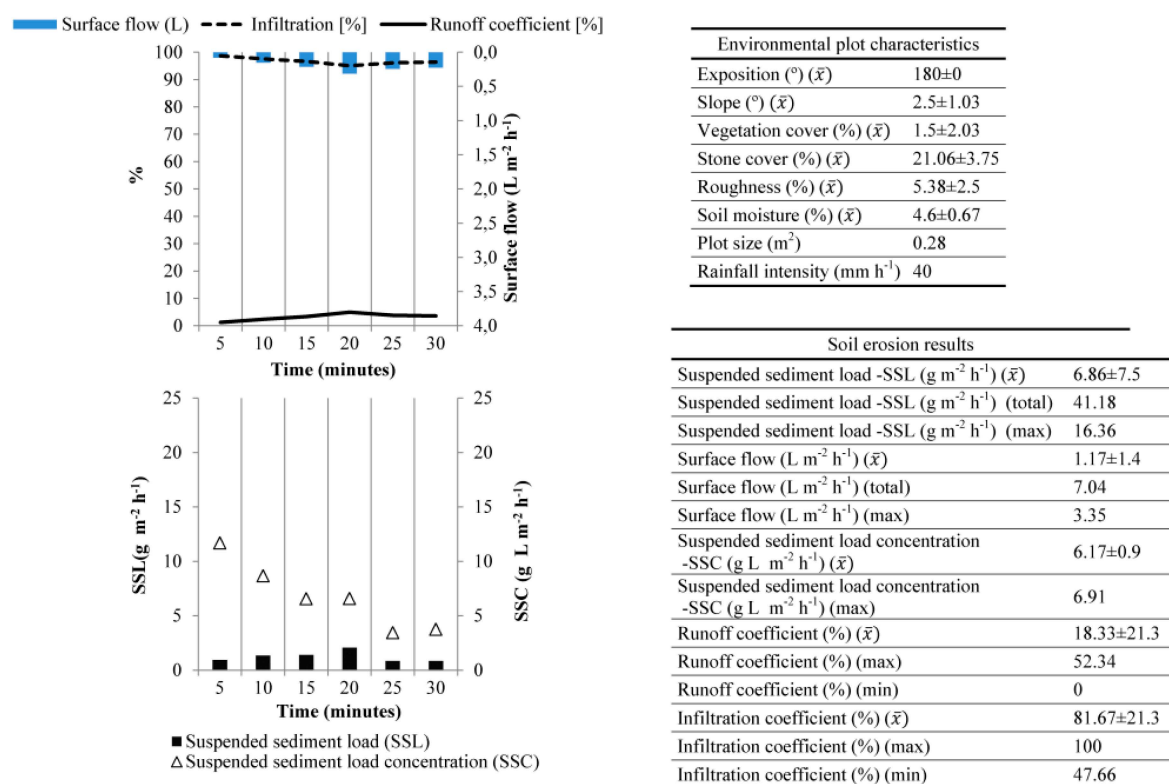 Surface flow (L) Infiltration [%] Runoff coefficient [%]
100 0,0
90 0,5
80
70 1,0
60 1,5
50 2,0
40 2,5
30 3,0
20
10 3,5
0 4,0
%
Surface flow (L m⁻² h⁻¹)
5 10 15 20 25 30
Time (minutes)
25 25
20 20
15 15
10 10
5 5
0 0
SSL(g m⁻² h⁻¹)
SSC (g L m⁻² h⁻¹)
5 10 15 20 25 30
Time (minutes)
Suspended sediment load (SSL)
Suspended sediment load concentration (SSC)
Environmental plot characteristics
Exposition (º) (x̄) 180±0
Slope (º) (x̄) 2.5±1.03
Vegetation cover (%) (x̄) 1.5±2.03
Stone cover (%) (x̄) 21.06±3.75
Roughness (%) (x̄) 5.38±2.5
Soil moisture (%) (x̄) 4.6±0.67
Plot size (m²) 0.28
Rainfall intensity (mm h⁻¹) 40
Soil erosion results
Suspended sediment load -SSL (g m⁻² h⁻¹) (x̄) 6.86±7.5
Suspended sediment load -SSL (g m⁻² h⁻¹) (total) 41.18
Suspended sediment load -SSL (g m⁻² h⁻¹) (max) 16.36
Surface flow (L m⁻² h⁻¹) (x̄) 1.17±1.4
Surface flow (L m⁻² h⁻¹) (total) 7.04
Surface flow (L m⁻² h⁻¹) (max) 3.35
Suspended sediment load concentration
-SSC (g L m⁻² h⁻¹) (x̄) 6.17±0.9
Suspended sediment load concentration
-SSC (g L m⁻² h⁻¹) (max) 6.91
Runoff coefficient (%) (x̄) 18.33±21.3
Runoff coefficient (%) (max) 52.34
Runoff coefficient (%) (min) 0
Infiltration coefficient (%) (x̄) 81.67±21.3
Infiltration coefficient (%) (max) 100
Infiltration coefficient (%) (min) 47.66